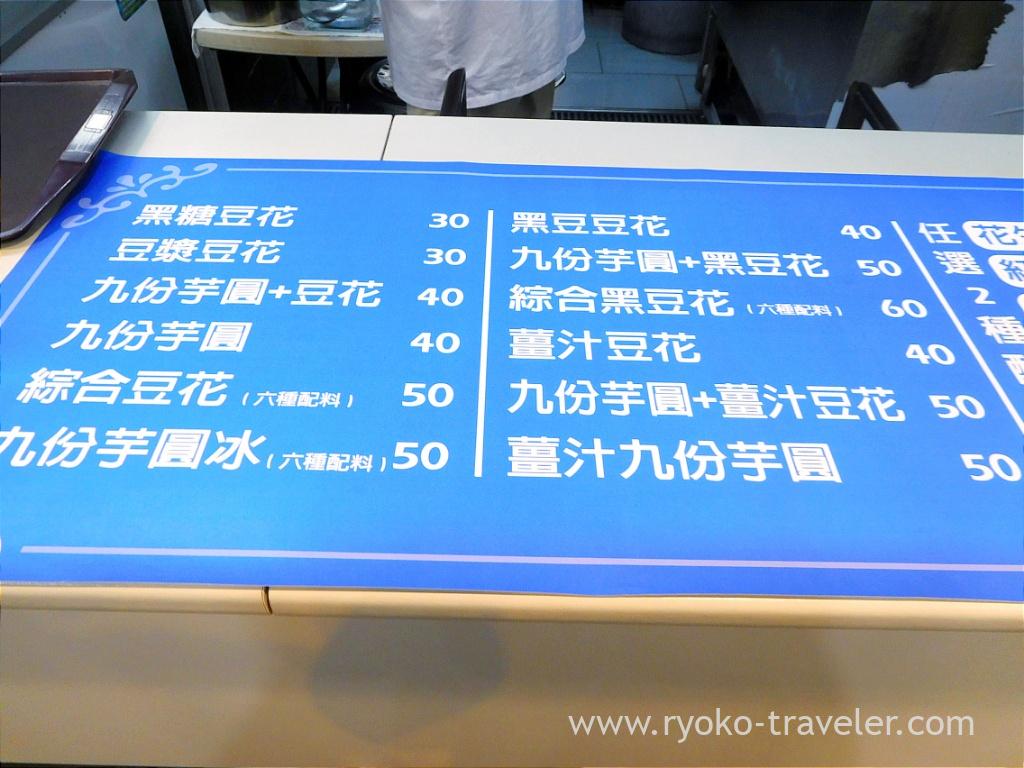 黑糖豆花 30
豆漿豆花 30
九份芋圓+豆花 40
九份芋圓 40
綜合豆花(六種配料) 50
九份芋圓冰(六種配料) 50
黑豆豆花 40
九份芋圓+黑豆花 50
綜合黑豆花(六種配料) 60
薑汁豆花 40
九份芋圓+薑汁豆花 50
薑汁九份芋圓 50
任選2種
花
www.ryoko-traveler.com